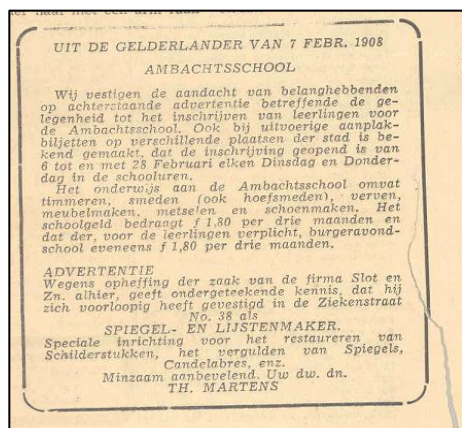 UIT DE GELDERLANDER VAN 7 FEBR. 1908
AMBACHTSSCHOOL
Wij vestigen de aandacht van belanghebbenden
op achterstaande advertentie betreffende de ge-
legenheid tot het inschrijven van leerlingen voor
de Ambachtsschool. Ook bij uitvoerige aanplak-
biljetten op verschillende plaatsen der stad is be-
kend gemaakt, dat de inschrijving geopend is van
6 tot en met 28 Februari elken Dinsdag en Donder-
dag in de schooluren.
Het onderwijs aan de Ambachtsschool omvat
timmeren, smeden (ook hoefsmeden), verven,
meubelmaken, metselen en schoenmaken. Het
schoolgeld bedraagt f 1,80 per drie maanden en
dat der, voor de leerlingen verplicht, burgeravond-
school eveneens f 1,80 per drie maanden.
ADVERTENTIE
Wegens opheffing der zaak van de firma Slot en
Zn. alhier, geeft ondergeteekende kennis, dat hij
zich voorloopig heeft gevestigd in de Ziekenstraat
No. 38 als
SPIEGEL- EN LIJSTENMAKER.
Speciale inrichting voor het restaureren van
Schilderstukken, het vergulden van Spiegels,
Candelabres, enz.
Minzaam aanbevelend, Uw dw. dn.
TH. MARTENS